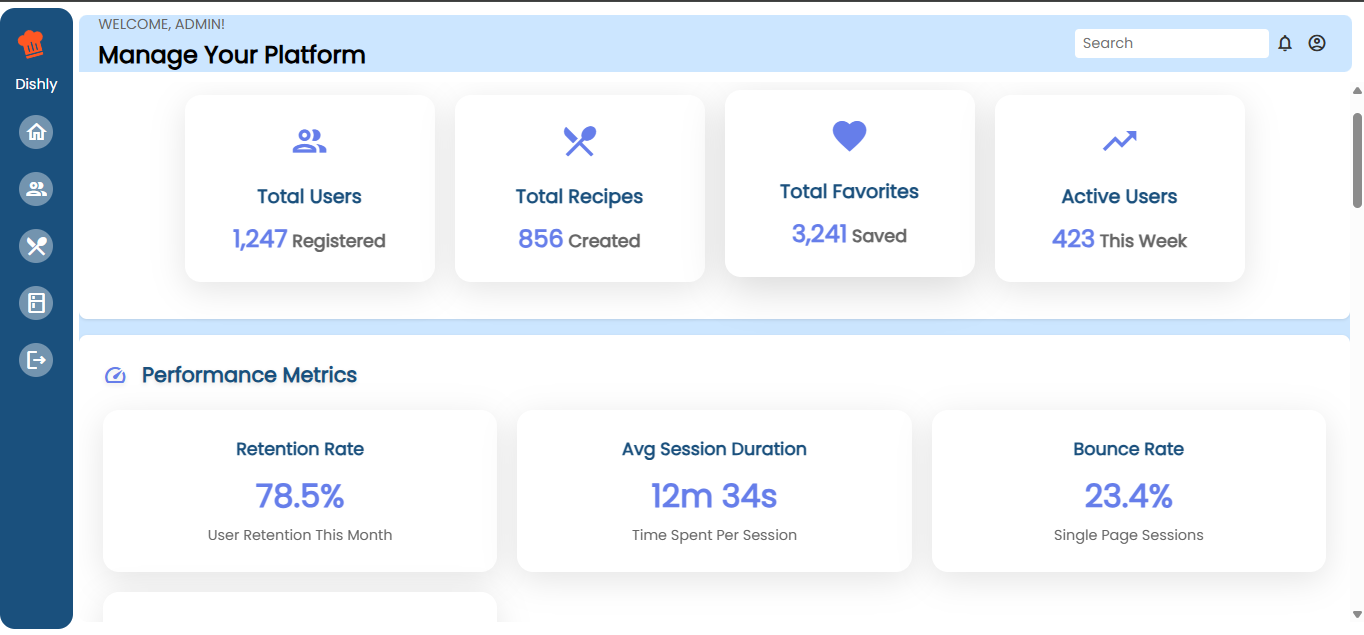 WELCOME, ADMIN!
Manage Your Platform
Search
Dishly
Total Users
1,247 Registered
Total Recipes
856 Created
Total Favorites
3,241 Saved
Active Users
423 This Week
Performance Metrics
Retention Rate
78.5%
User Retention This Month
Avg Session Duration
12m 34s
Time Spent Per Session
Bounce Rate
23.4%
Single Page Sessions